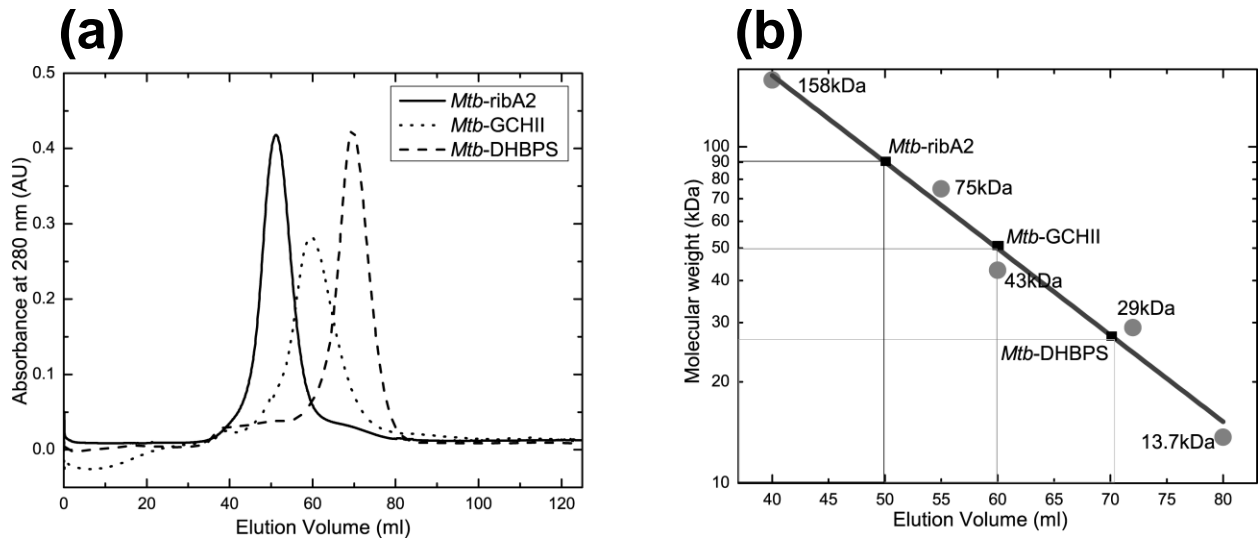 (a)
0.5
0.4
0.3
0.2
0.1
0.0
Absorbance at 280 nm (AU)
Mtb-ribA2
Mtb-GCHII
Mtb-DHBPS
0 20 40 60 80 100 120
Elution Volume (ml)
(b)
100
90
80
70
60
50
40
30
20
10
Molecular weight (kDa)
158kDa
Mtb-ribA2
75kDa
Mtb-GCHII
43kDa
29kDa
Mtb-DHBPS
13.7kDa
40 45 50 55 60 65 70 75 80
Elution Volume (ml)